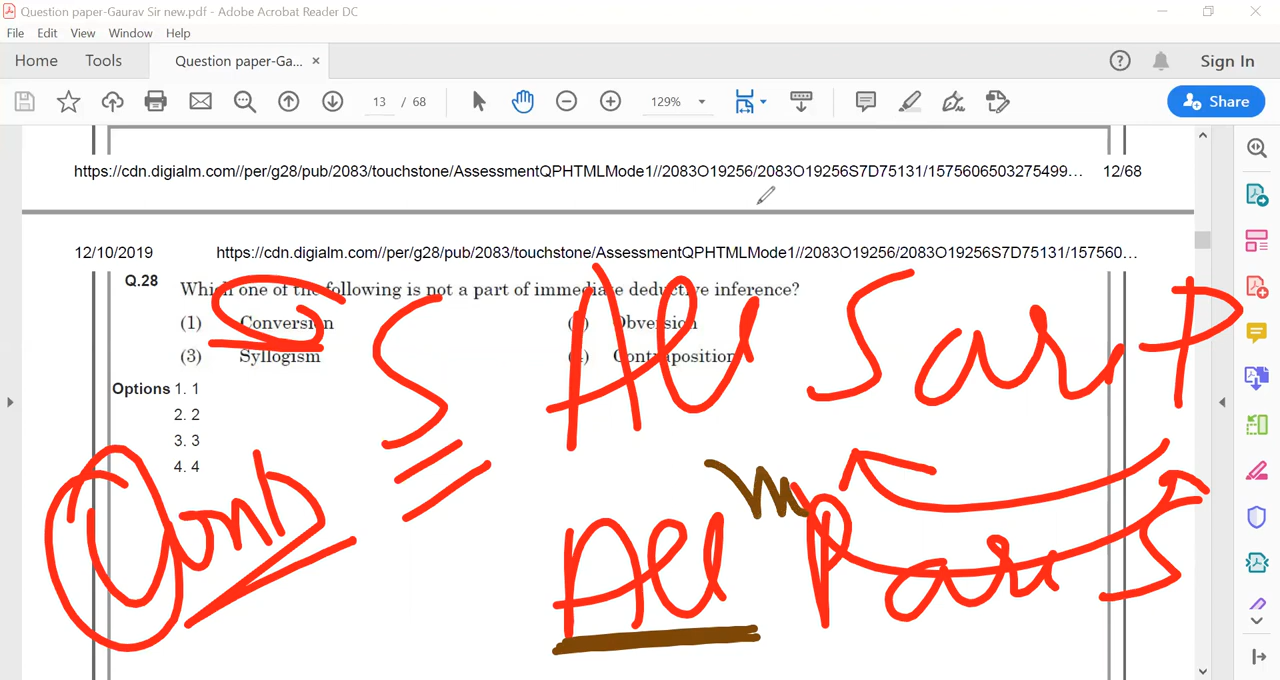 Question paper-Gaurav Sir new.pdf - Adobe Acrobat Reader DC
File Edit View Window Help
Home Tools Question paper-Ga... × Sign In
13 / 68 129% Share
https://cdn.digialm.com//per/g28/pub/2083/touchstone/AssessmentQPHTMLMode1//2083O19256/2083O19256S7D75131/1575606503275499... 12/68
12/10/2019 https://cdn.digialm.com//per/g28/pub/2083/touchstone/AssessmentQPHTMLMode1//2083O19256/2083O19256S7D75131/157560...
Q.28 Which one of the following is not a part of immediate deductive inference?
(1) Conversion Obversion
(3) Syllogism Contraposition
Options 1. 1
2. 2
3. 3
4. 4
S All S are P
All P are S